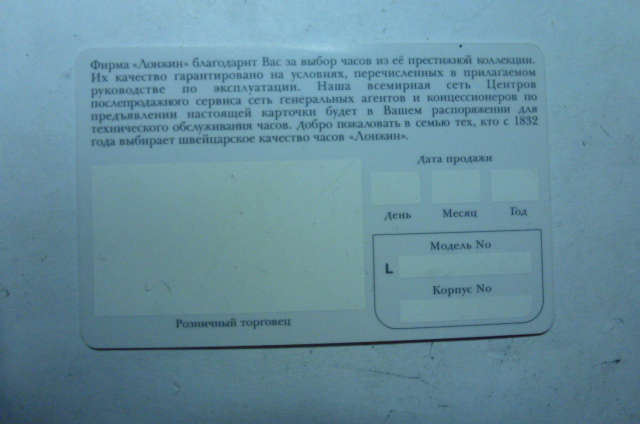 Фирма «Лонжин» благодарит Вас за выбор часов из её престижной коллекции.
Их качество гарантировано на условиях, перечисленных в прилагаемом
руководстве по эксплуатации. Наша всемирная сеть Центров
послепродажного сервиса сеть генеральных агентов и концессионеров по
предъявлении настоящей карточки будет в Вашем распоряжении для
технического обслуживания часов. Добро пожаловать в семью тех, кто с 1832
года выбирает швейцарское качество часов «Лонжин».
Дата продажи
День Месяц Год
Модель No
L
Корпус No
Розничный торговец